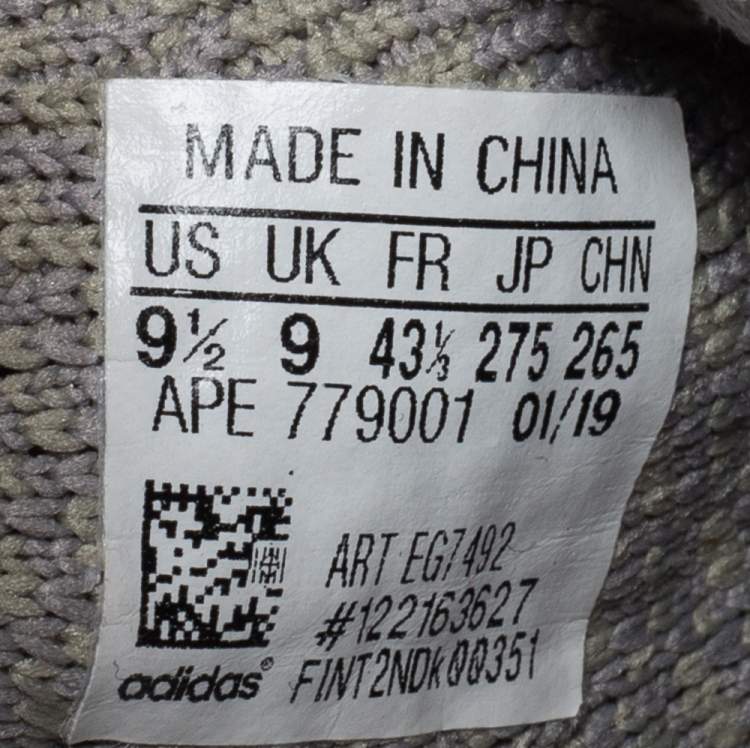 MADE IN CHINA
US UK FR JP CHN
9½ 9 43⅓ 275 265
APE 779001 01/19
ART EG7492
#122163627
adidas® FINT2NDK00351